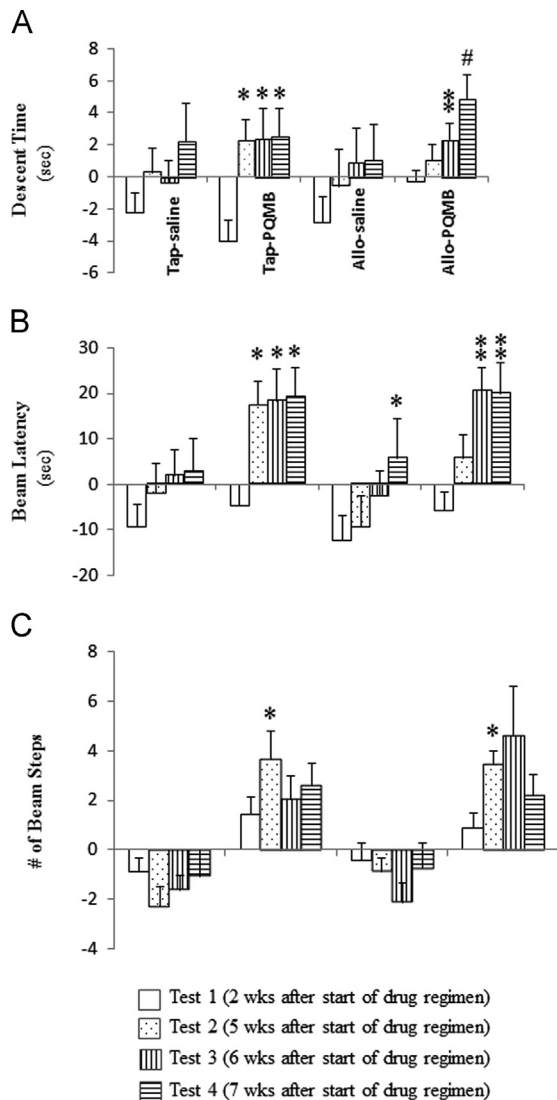 A
Descent Time
(sec)
8
6
4
2
0
-2
-4
-6
* * *
**
#
Tap-saline
Tap-PQMB
Allo-saline
Allo-PQMB
B
Beam Latency
(sec)
30
20
10
0
-10
-20
* * *
*
** **
C
# of Beam Steps
8
6
4
2
0
-2
-4
*
*
Test 1 (2 wks after start of drug regimen)
Test 2 (5 wks after start of drug regimen)
Test 3 (6 wks after start of drug regimen)
Test 4 (7 wks after start of drug regimen)